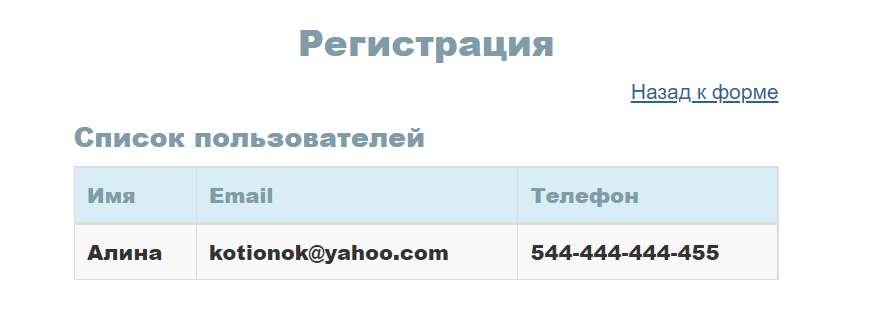 Регистрация
Назад к форме
Список пользователей
Имя Email Телефон
Алина kotionok@yahoo.com 544-444-444-455